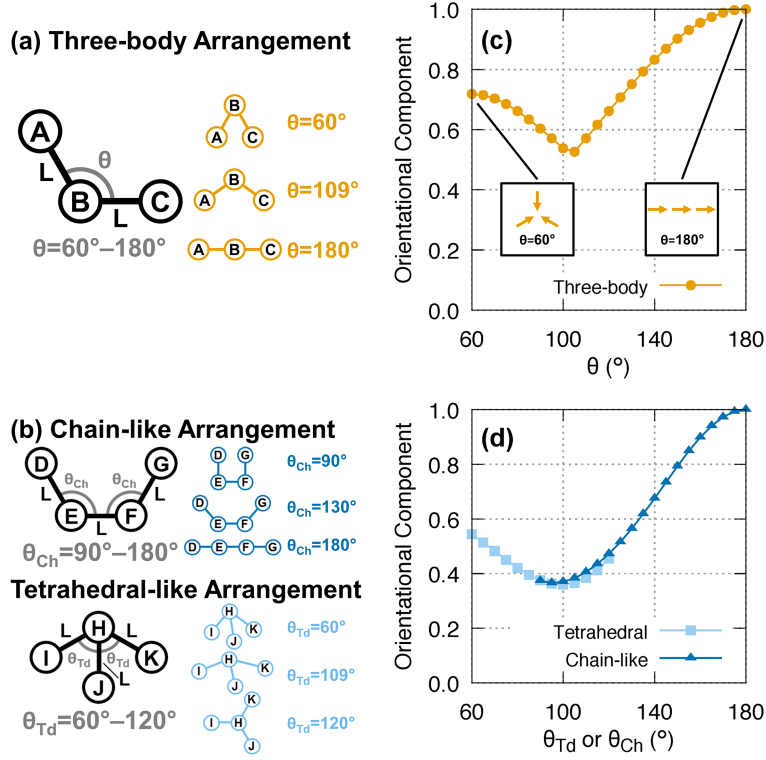 (a) Three-body Arrangement
A
L
θ
B
L
C
θ=60°–180°
B
A C
θ=60°
B
A C
θ=109°
A B C
θ=180°
(b) Chain-like Arrangement
D
G
θCh
θCh
L
L
E
L
F
θCh=90°–180°
D G
E F
θCh=90°
D G
E F
θCh=130°
D E F G
θCh=180°
Tetrahedral-like Arrangement
L H L
I θTd θTd K
L
J
θTd=60°–120°
H
I K
J
θTd=60°
H
K
I
J
θTd=109°
K
I H
J
θTd=120°
(c)
Orientational Component
1.0
0.8
0.6
0.4
0.2
0.0
θ=60°
θ=180°
Three-body
60 100 140 180
θ (°)
(d)
Orientational Component
1.0
0.8
0.6
0.4
0.2
0.0
Tetrahedral
Chain-like
60 100 140 180
θTd or θCh (°)